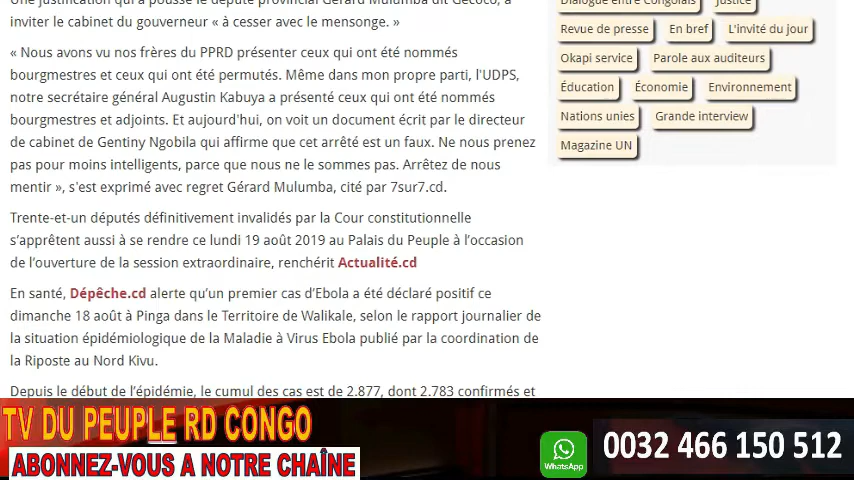 Une justification qui a poussé le député provincial Gérard Mulumba dit Gecoco, à
inviter le cabinet du gouverneur « à cesser avec le mensonge. »
« Nous avons vu nos frères du PPRD présenter ceux qui ont été nommés
bourgmestres et ceux qui ont été permutés. Même dans mon propre parti, l'UDPS,
notre secrétaire général Augustin Kabuya a présenté ceux qui ont été nommés
bourgmestres et adjoints. Et aujourd'hui, on voit un document écrit par le directeur
de cabinet de Gentiny Ngobila qui affirme que cet arrêté est un faux. Ne nous prenez
pas pour moins intelligents, parce que nous ne le sommes pas. Arrêtez de nous
mentir », s'est exprimé avec regret Gérard Mulumba, cité par 7sur7.cd.
Trente-et-un députés définitivement invalidés par la Cour constitutionnelle
s'apprêtent aussi à se rendre ce lundi 19 août 2019 au Palais du Peuple à l'occasion
de l'ouverture de la session extraordinaire, renchérit Actualité.cd
En santé, Dépêche.cd alerte qu'un premier cas d'Ebola a été déclaré positif ce
dimanche 18 août à Pinga dans le Territoire de Walikale, selon le rapport journalier de
la situation épidémiologique de la Maladie à Virus Ebola publié par la coordination de
la Riposte au Nord Kivu.
Depuis le début de l'épidémie, le cumul des cas est de 2.877, dont 2.783 confirmés et
Dialogue entre Congolais Justice
Revue de presse En bref L'invité du jour
Okapi service Parole aux auditeurs
Éducation Économie Environnement
Nations unies Grande interview
Magazine UN
TV DU PEUPLE RD CONGO
ABONNEZ-VOUS A NOTRE CHAÎNE
WhatsApp
0032 466 150 512